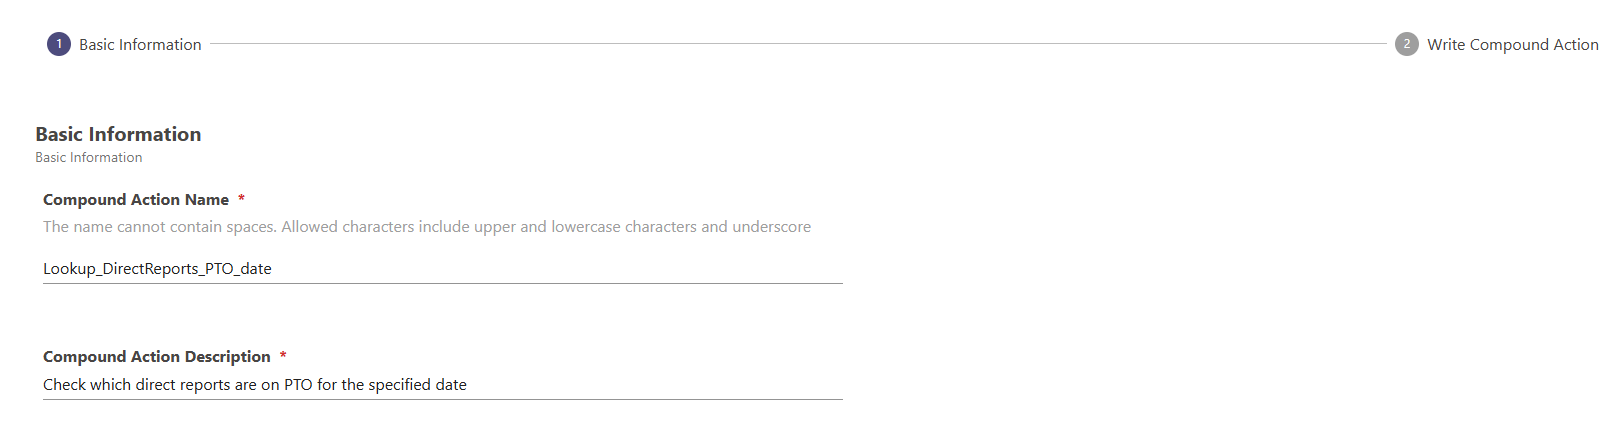 1 Basic Information
2 Write Compound Action
Basic Information
Basic Information
Compound Action Name *
The name cannot contain spaces. Allowed characters include upper and lowercase characters and underscore
Lookup_DirectReports_PTO_date
Compound Action Description *
Check which direct reports are on PTO for the specified date